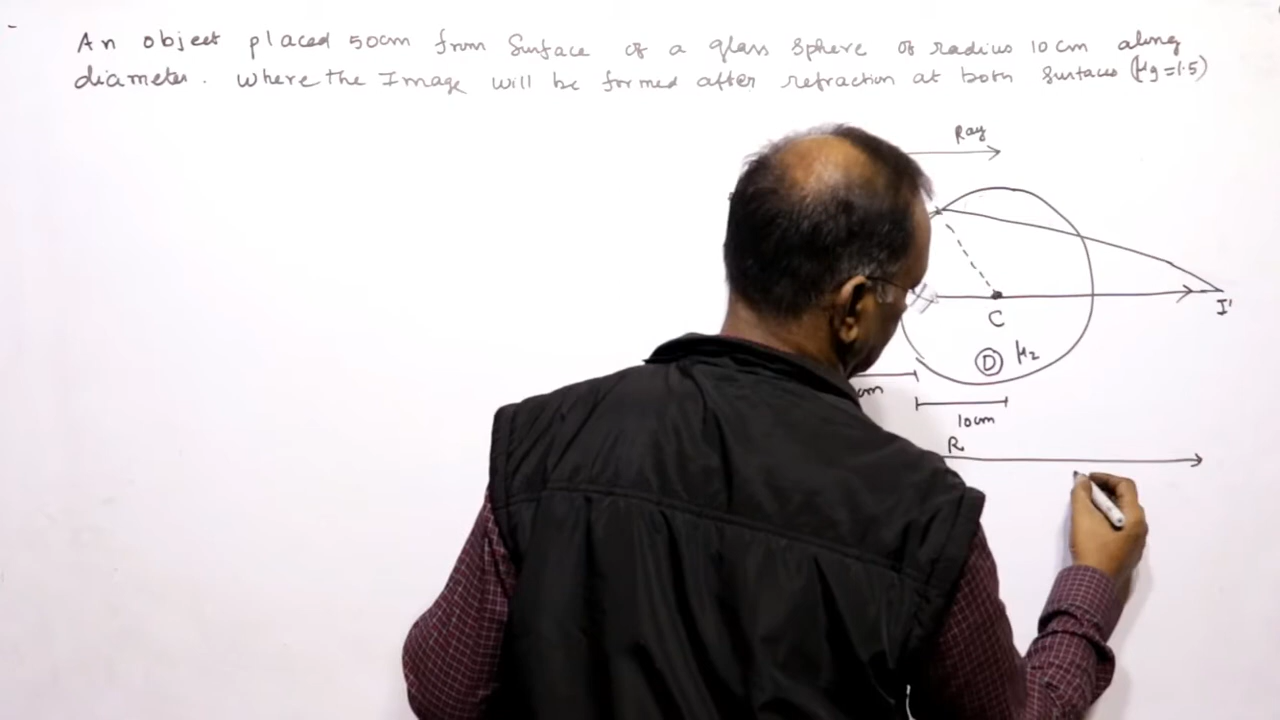 An object placed 50cm from Surface of a glass Sphere of radius 10 cm along
diameter. where the Image will be formed after refraction at both Surfaces (μg=1.5)
Ray
I'
C
D μ2
cm
10cm
R